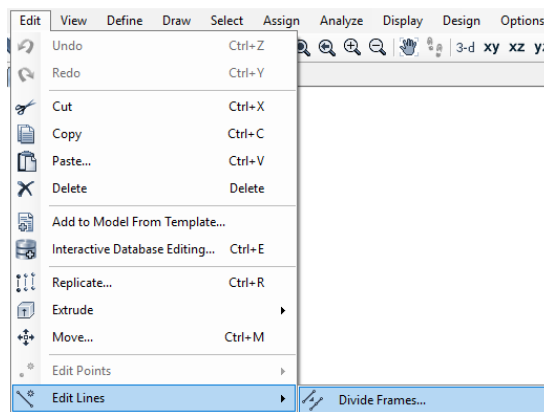 Edit View Define Draw Select Assign Analyze Display Design Options
3-d xy xz
Undo Ctrl+Z
Redo Ctrl+Y
Cut Ctrl+X
Copy Ctrl+C
Paste... Ctrl+V
Delete Delete
Add to Model From Template...
Interactive Database Editing... Ctrl+E
Replicate... Ctrl+R
Extrude
Move... Ctrl+M
Edit Points
Edit Lines
Divide Frames...